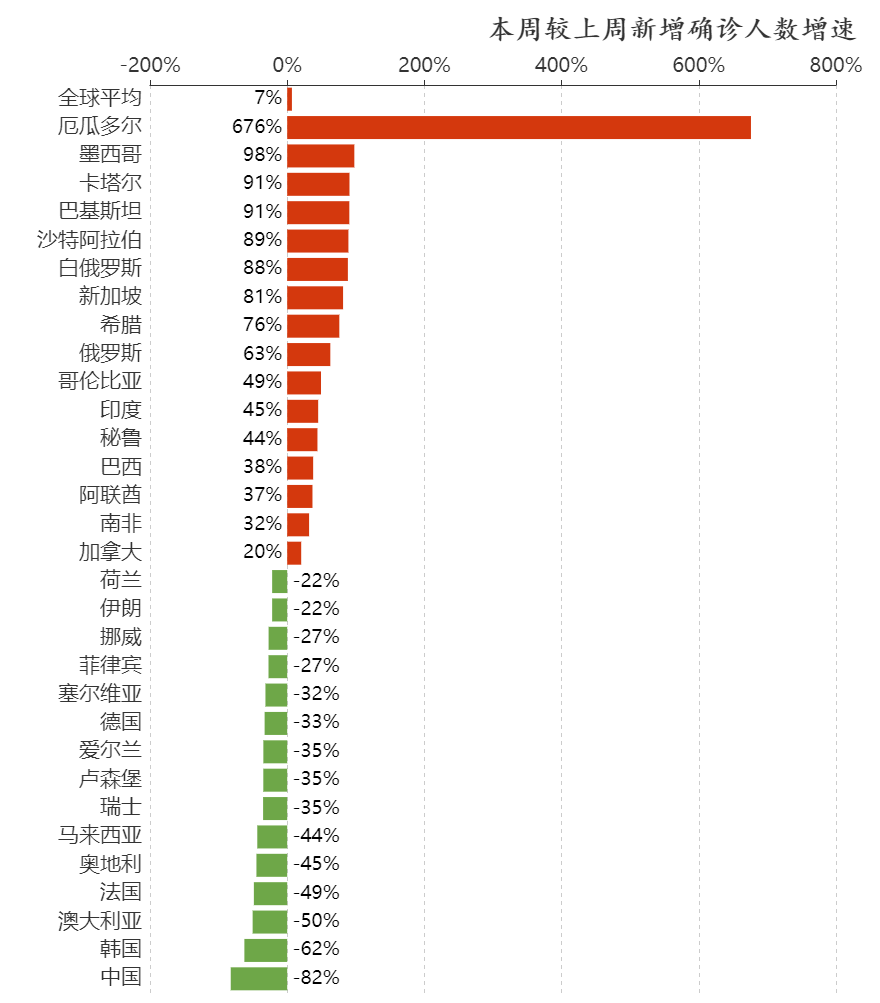 本周较上周新增确诊人数增速
-200% 0% 200% 400% 600% 800%
全球平均 7%
厄瓜多尔 676%
墨西哥 98%
卡塔尔 91%
巴基斯坦 91%
沙特阿拉伯 89%
白俄罗斯 88%
新加坡 81%
希腊 76%
俄罗斯 63%
哥伦比亚 49%
印度 45%
秘鲁 44%
巴西 38%
阿联酋 37%
南非 32%
加拿大 20%
荷兰 -22%
伊朗 -22%
挪威 -27%
菲律宾 -27%
塞尔维亚 -32%
德国 -33%
爱尔兰 -35%
卢森堡 -35%
瑞士 -35%
马来西亚 -44%
奥地利 -45%
法国 -49%
澳大利亚 -50%
韩国 -62%
中国 -82%